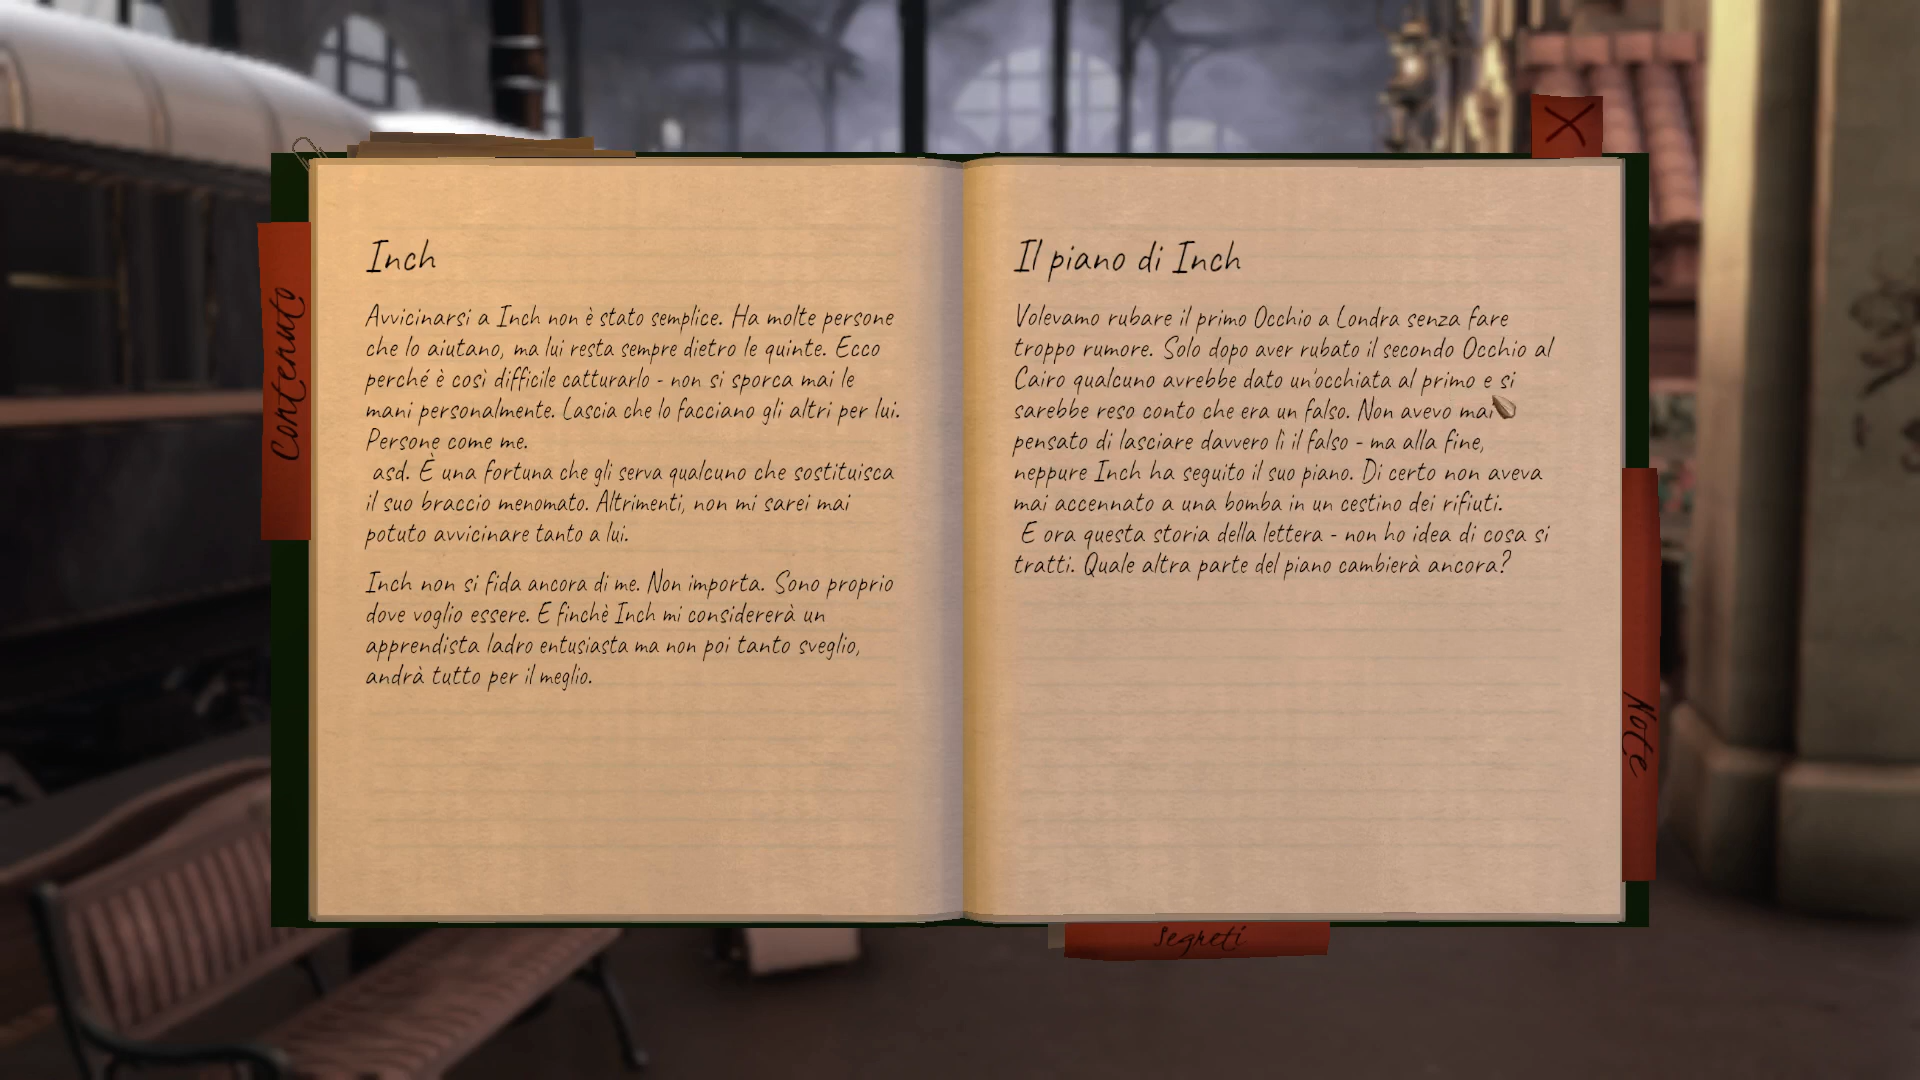 Inch
Avvicinarsi a Inch non è stato semplice. Ha molte persone
che lo aiutano, ma lui resta sempre dietro le quinte. Ecco
perché è così difficile catturarlo - non si sporca mai le
mani personalmente. Lascia che lo facciano gli altri per lui.
Persone come me.
asd. È una fortuna che gli serva qualcuno che sostituisca
il suo braccio menomato. Altrimenti, non mi sarei mai
potuto avvicinare tanto a lui.
Inch non si fida ancora di me. Non importa. Sono proprio
dove voglio essere. E finchè Inch mi considererà un
apprendista ladro entusiasta ma non poi tanto sveglio,
andrà tutto per il meglio.
Il piano di Inch
Volevamo rubare il primo Occhio a Londra senza fare
troppo rumore. Solo dopo aver rubato il secondo Occhio al
Cairo qualcuno avrebbe dato un'occhiata al primo e si
sarebbe reso conto che era un falso. Non avevo mai
pensato di lasciare davvero lì il falso - ma alla fine,
neppure Inch ha seguito il suo piano. Di certo non aveva
mai accennato a una bomba in un cestino dei rifiuti.
E ora questa storia della lettera - non ho idea di cosa si
tratti. Quale altra parte del piano cambierà ancora?
Contenuto
Note
Segreti
X